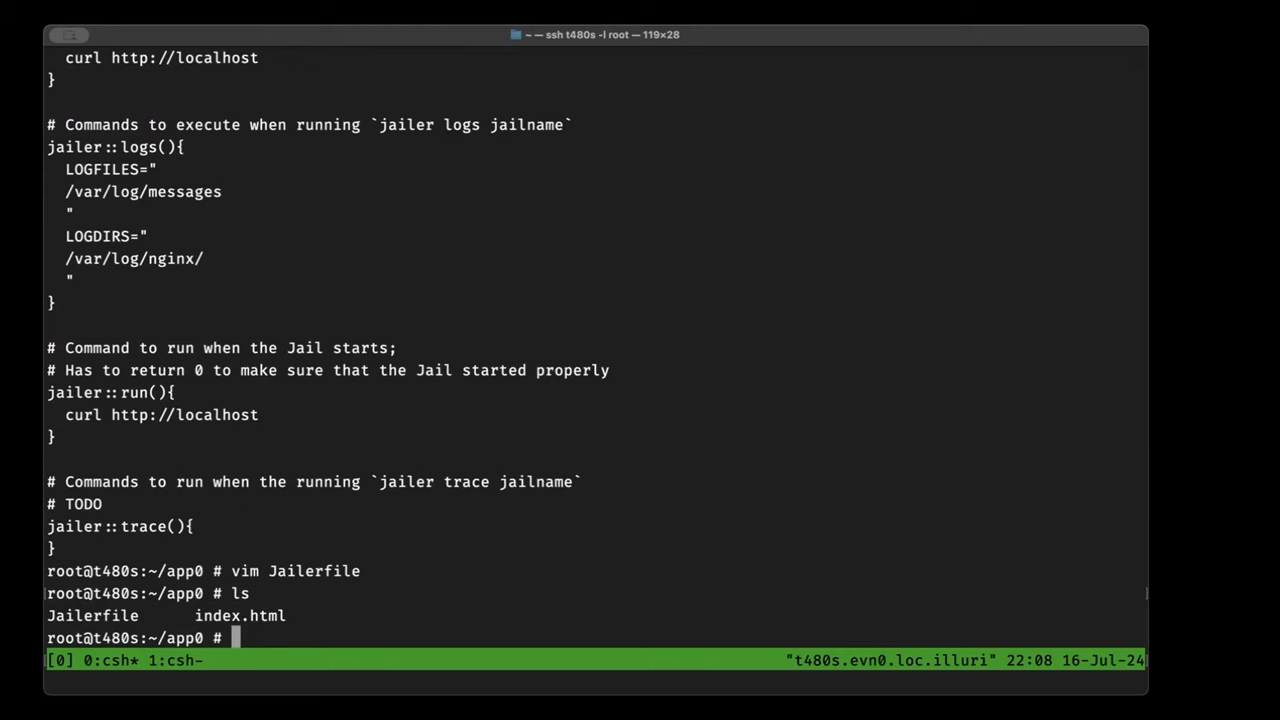 ~ — ssh t480s -l root — 119×28
  curl http://localhost
}
# Commands to execute when running `jailer logs jailname`
jailer::logs(){
  LOGFILES="
  /var/log/messages
  "
  LOGDIRS="
  /var/log/nginx/
  "
}
# Command to run when the Jail starts;
# Has to return 0 to make sure that the Jail started properly
jailer::run(){
  curl http://localhost
}
# Commands to run when the running `jailer trace jailname`
# TODO
jailer::trace(){
}
root@t480s:~/app0 # vim Jailerfile
root@t480s:~/app0 # ls
Jailerfile      index.html
root@t480s:~/app0 #
[0] 0:csh* 1:csh- "t480s.evn0.loc.illuri" 22:08 16-Jul-24